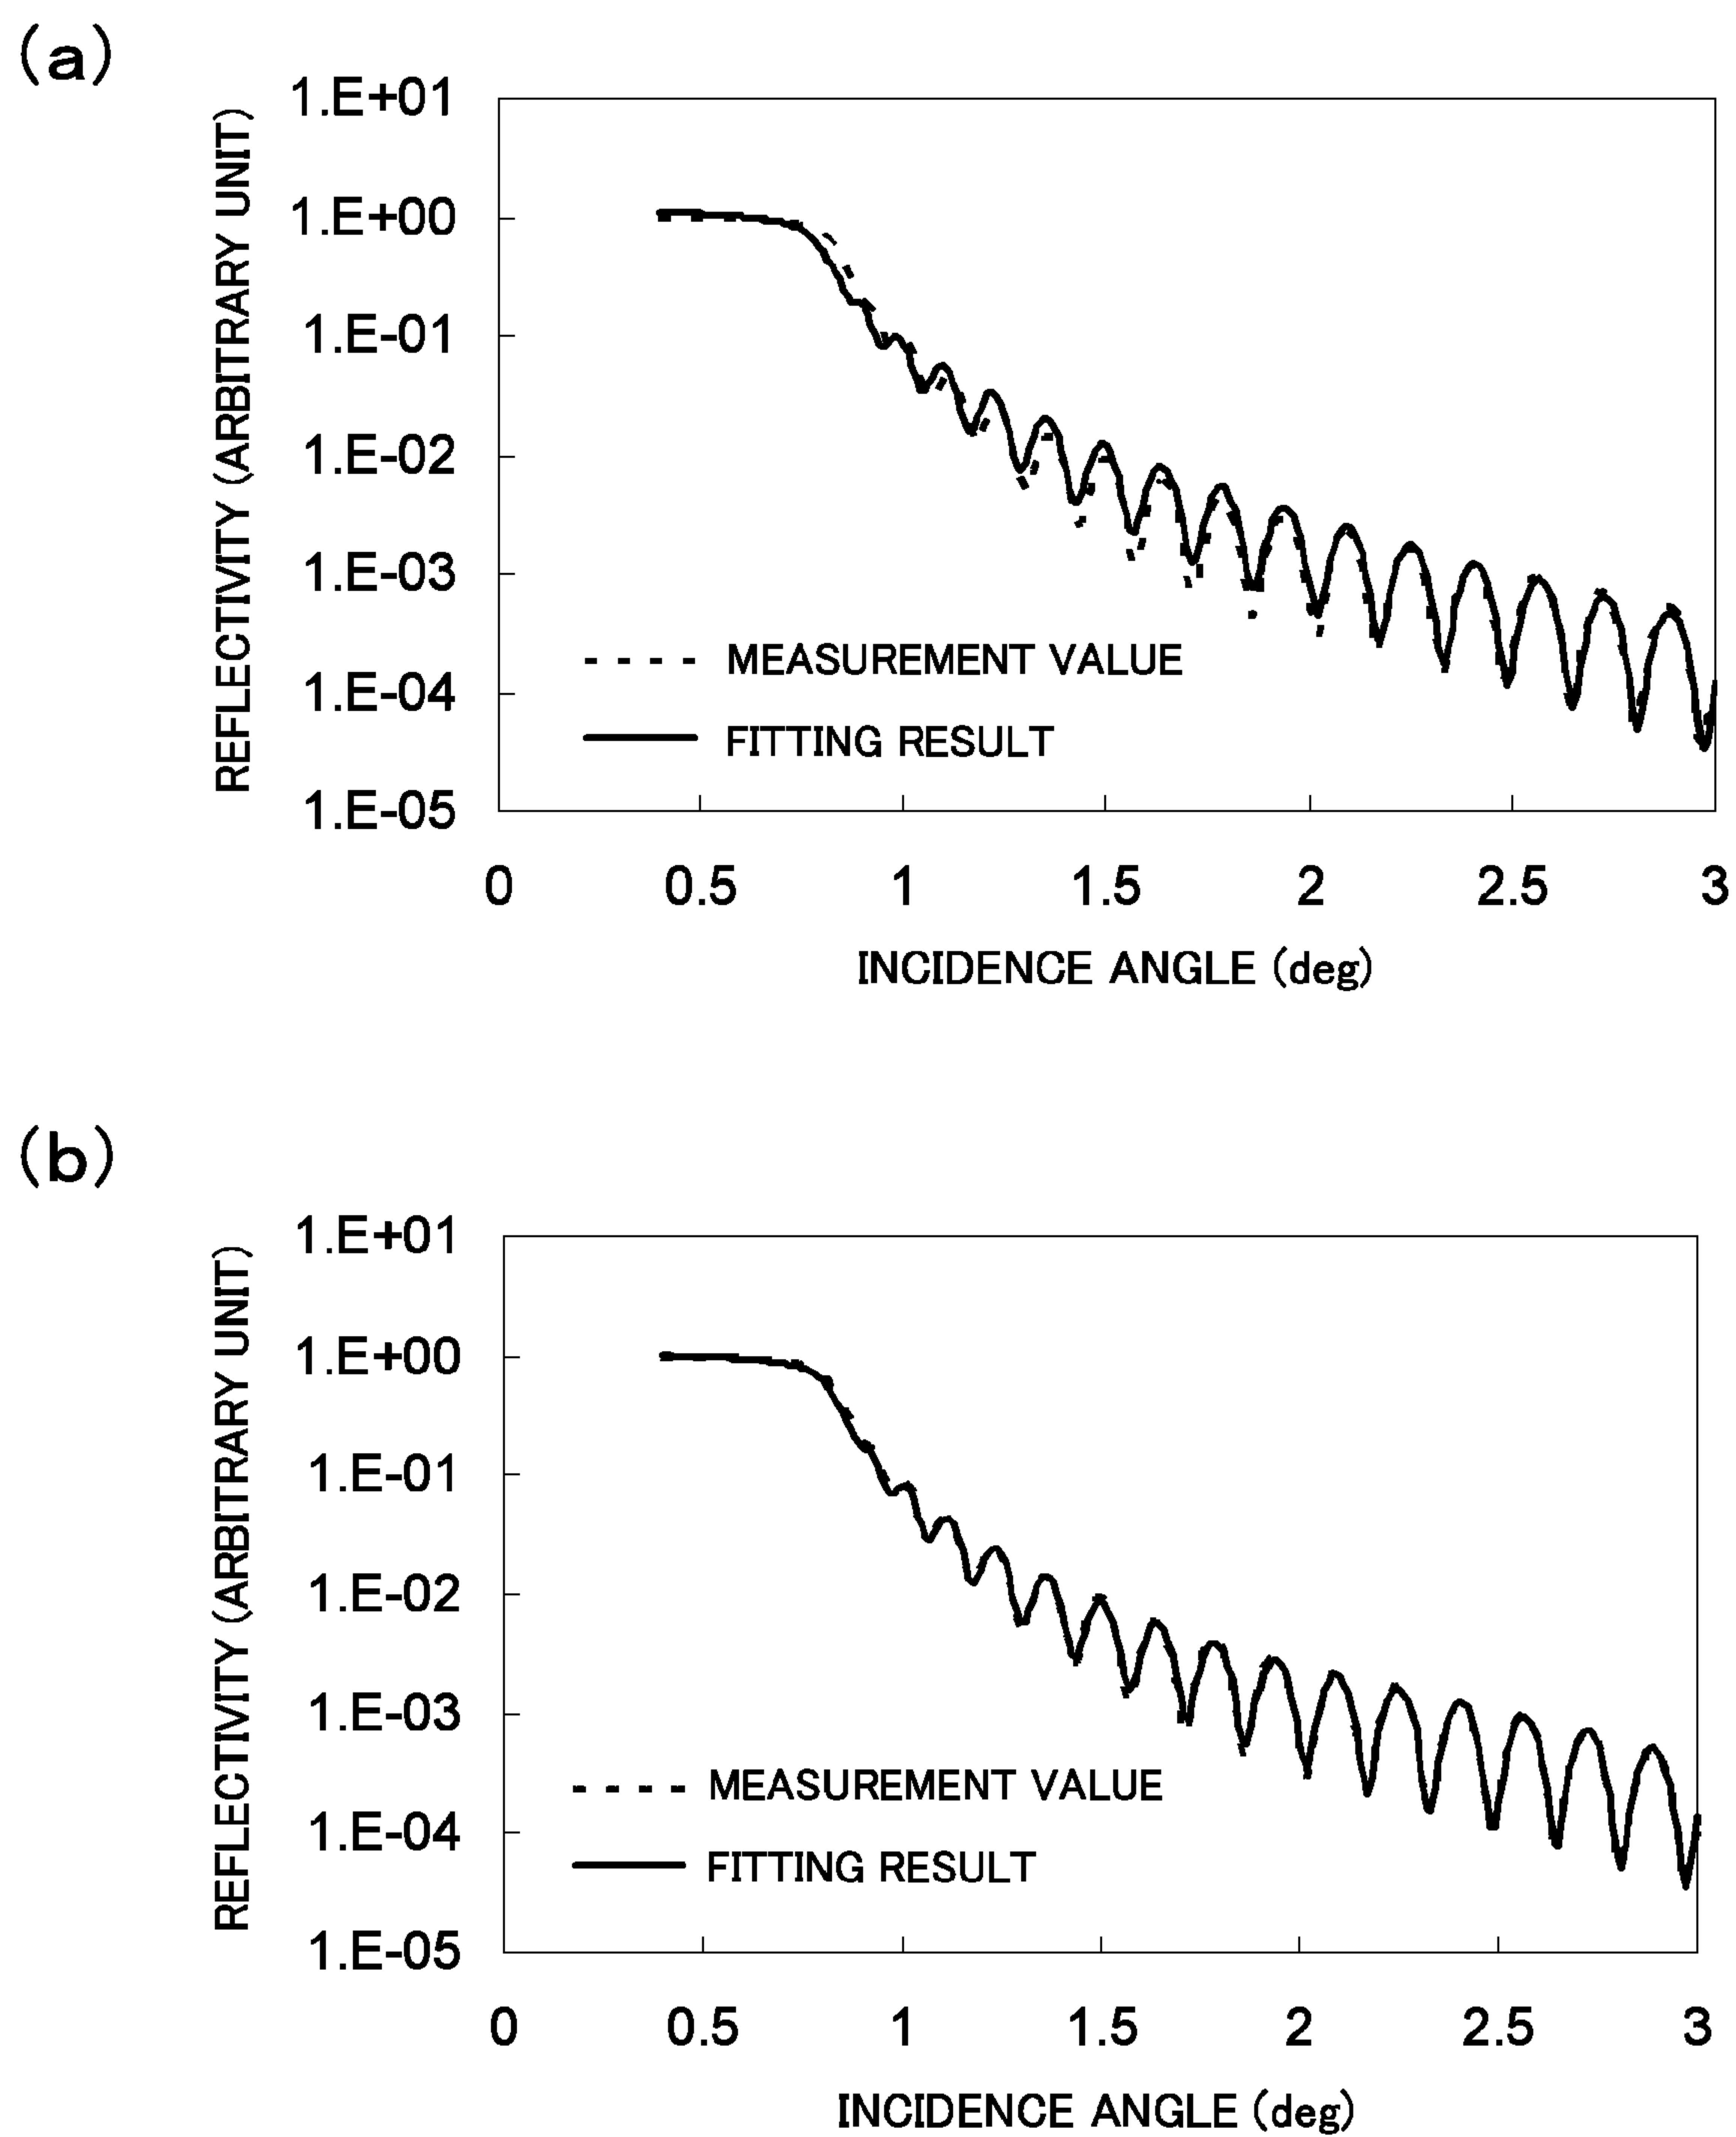 (a)
REFLECTIVITY (ARBITRARY UNIT)
1.E+01
1.E+00
1.E-01
1.E-02
1.E-03
1.E-04
1.E-05
MEASUREMENT VALUE
FITTING RESULT
0 0.5 1 1.5 2 2.5 3
INCIDENCE ANGLE (deg)
(b)
REFLECTIVITY (ARBITRARY UNIT)
1.E+01
1.E+00
1.E-01
1.E-02
1.E-03
1.E-04
1.E-05
MEASUREMENT VALUE
FITTING RESULT
0 0.5 1 1.5 2 2.5 3
INCIDENCE ANGLE (deg)